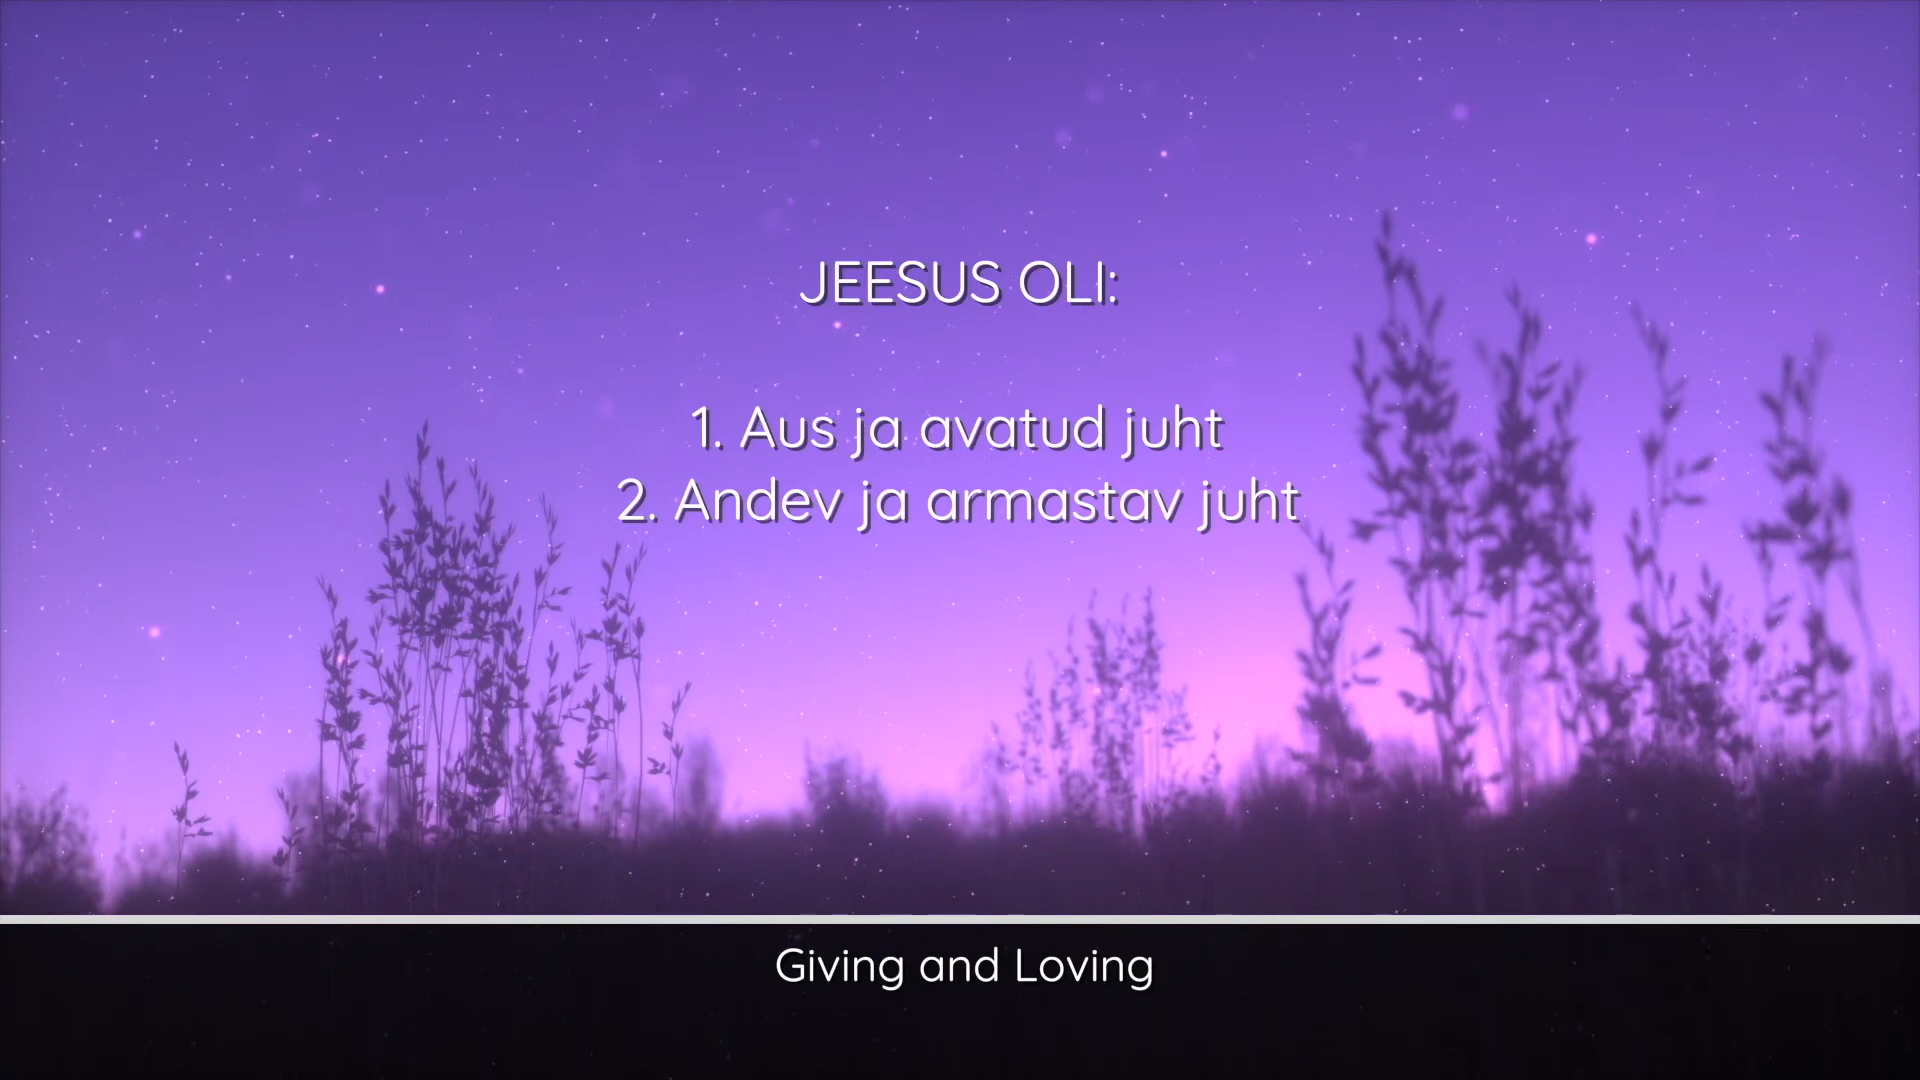 JEESUS OLI:
1. Aus ja avatud juht
2. Andev ja armastav juht
Giving and Loving